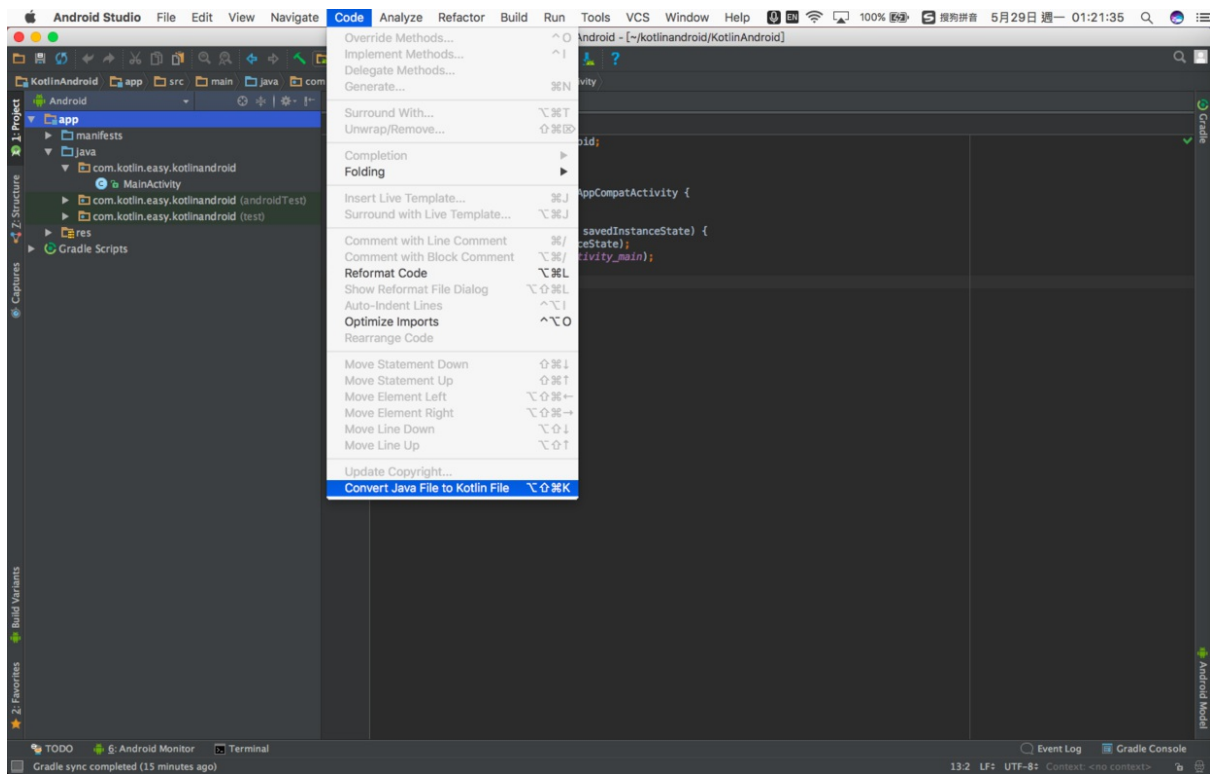 Android Studio File Edit View Navigate Code Analyze Refactor Build Run Tools VCS Window Help 100% 搜狗拼音 5月29日 週一 01:21:35
Android - [~/kotlinandroid/KotlinAndroid]
KotlinAndroid app src main java com
ivity
Android
1: Project
Z: Structure
Captures
Build Variants
2: Favorites
Gradle
Android Model
app
manifests
java
com.kotlin.easy.kotlinandroid
MainActivity
com.kotlin.easy.kotlinandroid (androidTest)
com.kotlin.easy.kotlinandroid (test)
res
Gradle Scripts
Override Methods... ^O
Implement Methods... ^I
Delegate Methods...
Generate... ⌘N
Surround With... ⌥⌘T
Unwrap/Remove... ⇧⌘⌦
Completion ▶
Folding ▶
Insert Live Template... ⌘J
Surround with Live Template... ⌥⌘J
Comment with Line Comment ⌘/
Comment with Block Comment ⌥⌘/
Reformat Code ⌥⌘L
Show Reformat File Dialog ⌥⇧⌘L
Auto-Indent Lines ^⌥I
Optimize Imports ^⌥O
Rearrange Code
Move Statement Down ⇧⌘↓
Move Statement Up ⇧⌘↑
Move Element Left ⌥⇧⌘←
Move Element Right ⌥⇧⌘→
Move Line Down ⌥⇧↓
Move Line Up ⌥⇧↑
Update Copyright...
Convert Java File to Kotlin File ⌥⇧⌘K
oid;
AppCompatActivity {
savedInstanceState) {
ceState);
tivity_main);
TODO 6: Android Monitor Terminal Event Log Gradle Console
Gradle sync completed (15 minutes ago) 13:2 LF÷ UTF-8÷ Context: <no context>